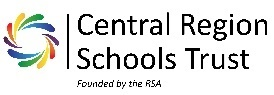 Central Region
Schools Trust
Founded by the RSA